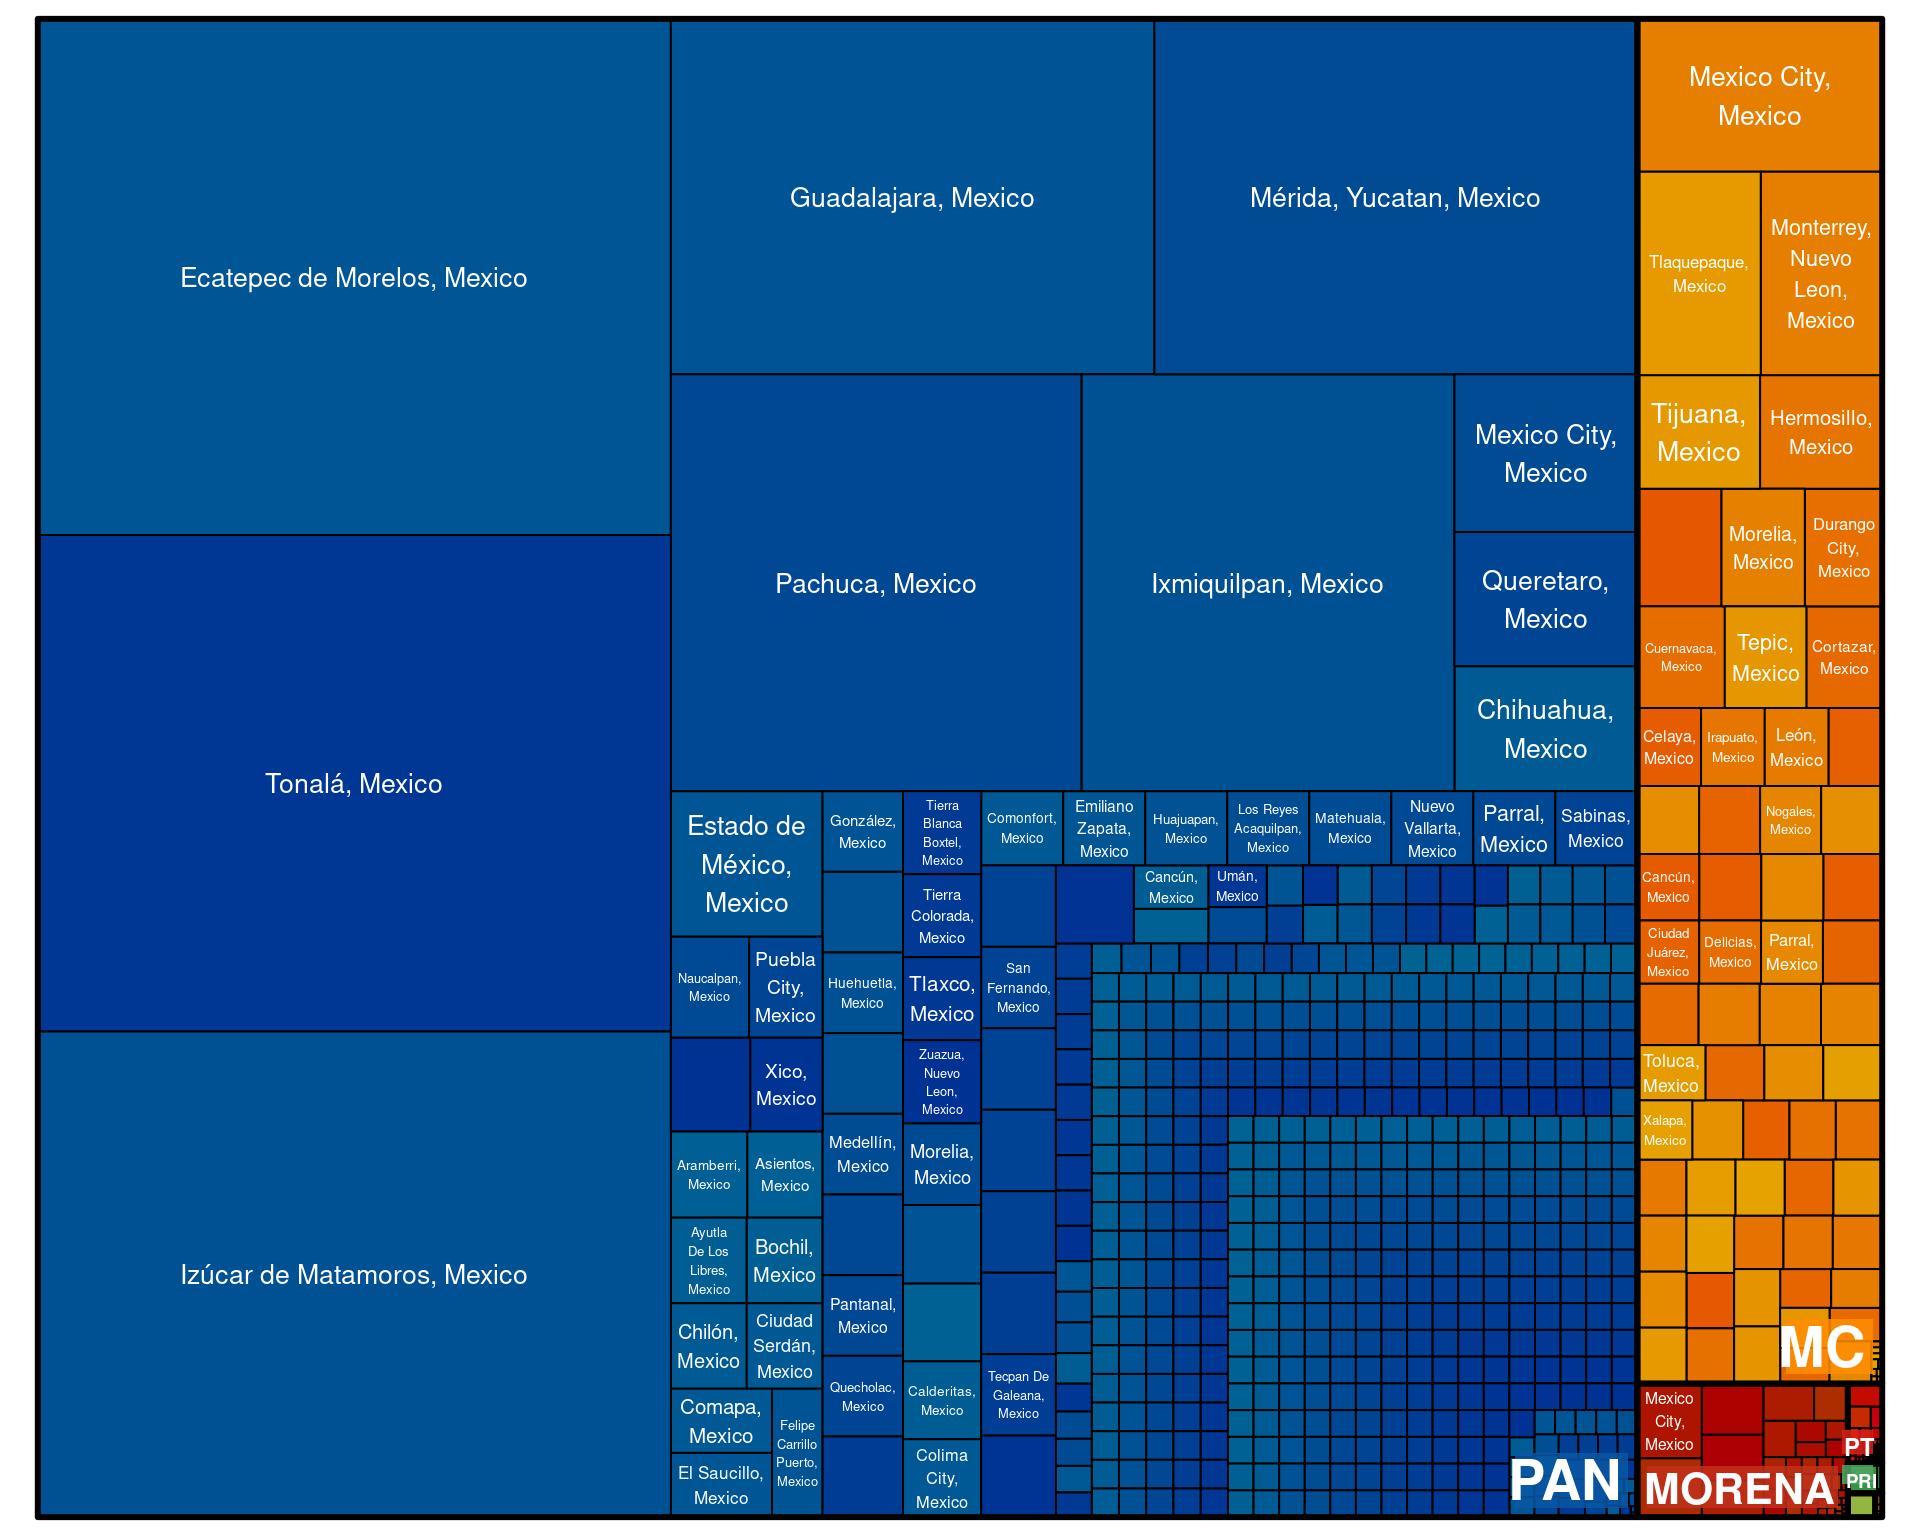 Ecatepec de Morelos, Mexico
Tonalá, Mexico
Izúcar de Matamoros, Mexico
Guadalajara, Mexico
Mérida, Yucatan, Mexico
Pachuca, Mexico
Ixmiquilpan, Mexico
Mexico City,
Mexico
Queretaro,
Mexico
Chihuahua,
Mexico
Estado de
México,
Mexico
Naucalpan,
Mexico
Puebla
City,
Mexico
Xico,
Mexico
Aramberri,
Mexico
Asientos,
Mexico
Ayutla
De Los
Libres,
Mexico
Bochil,
Mexico
Chilón,
Mexico
Ciudad
Serdán,
Mexico
Comapa,
Mexico
El Saucillo,
Mexico
Felipe
Carrillo
Puerto,
Mexico
González,
Mexico
Huehuetla,
Mexico
Medellín,
Mexico
Pantanal,
Mexico
Quecholac,
Mexico
Tierra
Blanca
Boxtel,
Mexico
Tierra
Colorada,
Mexico
Tlaxco,
Mexico
Zuazua,
Nuevo
Leon,
Mexico
Morelia,
Mexico
Calderitas,
Mexico
Colima
City,
Mexico
Comonfort,
Mexico
San
Fernando,
Mexico
Tecpan De
Galeana,
Mexico
Emiliano
Zapata,
Mexico
Huajuapan,
Mexico
Los Reyes
Acaquilpan,
Mexico
Matehuala,
Mexico
Nuevo
Vallarta,
Mexico
Parral,
Mexico
Sabinas,
Mexico
Cancún,
Mexico
Umán,
Mexico
PAN
Mexico City,
Mexico
Tlaquepaque,
Mexico
Monterrey,
Nuevo
Leon,
Mexico
Tijuana,
Mexico
Hermosillo,
Mexico
Morelia,
Mexico
Durango
City,
Mexico
Cuernavaca,
Mexico
Tepic,
Mexico
Cortazar,
Mexico
Celaya,
Mexico
Irapuato,
Mexico
León,
Mexico
Nogales,
Mexico
Cancún,
Mexico
Ciudad
Juárez,
Mexico
Delicias,
Mexico
Parral,
Mexico
Toluca,
Mexico
Xalapa,
Mexico
MC
Mexico
City,
Mexico
MORENA
PT
PRI